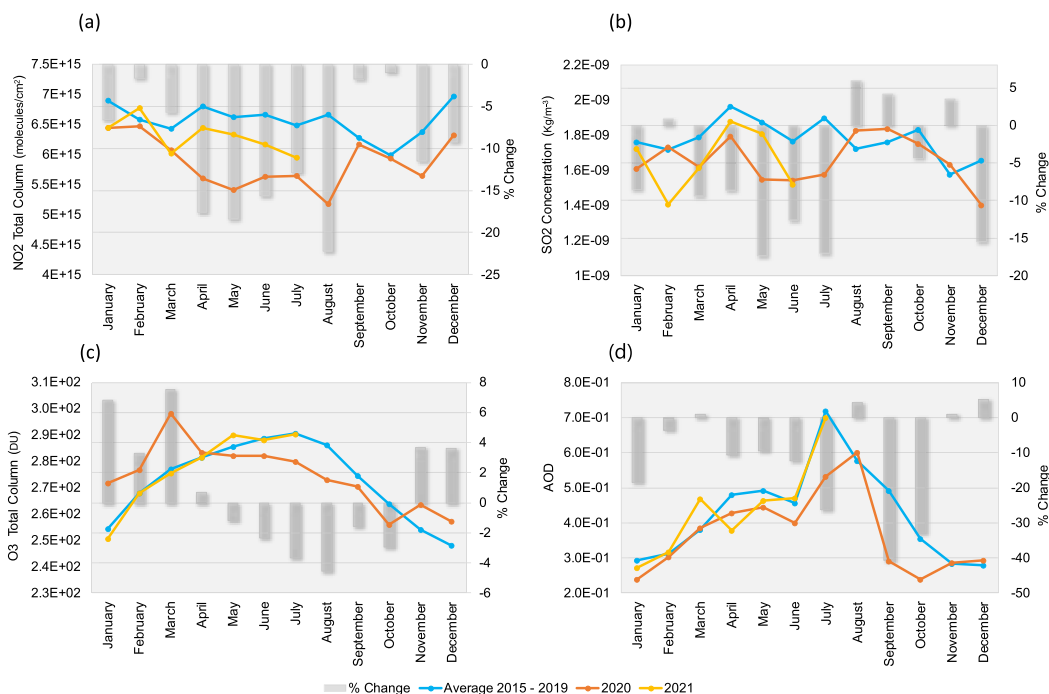 (a)
7.5E+15
7E+15
6.5E+15
6E+15
5.5E+15
5E+15
4.5E+15
4E+15
NO2 Total Column (molecules/cm²)
0
-5
-10
-15
-20
-25
% Change
January
February
March
April
May
June
July
August
September
October
November
December
(b)
2.2E-09
2E-09
1.8E-09
1.6E-09
1.4E-09
1.2E-09
1E-09
SO2 Concentration (Kg/m⁻³)
5
0
-5
-10
-15
-20
% Change
January
February
March
April
May
June
July
August
September
October
November
December
(c)
3.1E+02
3.0E+02
2.9E+02
2.8E+02
2.7E+02
2.6E+02
2.5E+02
2.4E+02
2.3E+02
O3 Total Column (DU)
8
6
4
2
0
-2
-4
-6
% Change
January
February
March
April
May
June
July
August
September
October
November
December
(d)
8.0E-01
7.0E-01
6.0E-01
5.0E-01
4.0E-01
3.0E-01
2.0E-01
AOD
10
0
-10
-20
-30
-40
-50
% Change
January
February
March
April
May
June
July
August
September
October
November
December
% Change Average 2015 - 2019 2020 2021